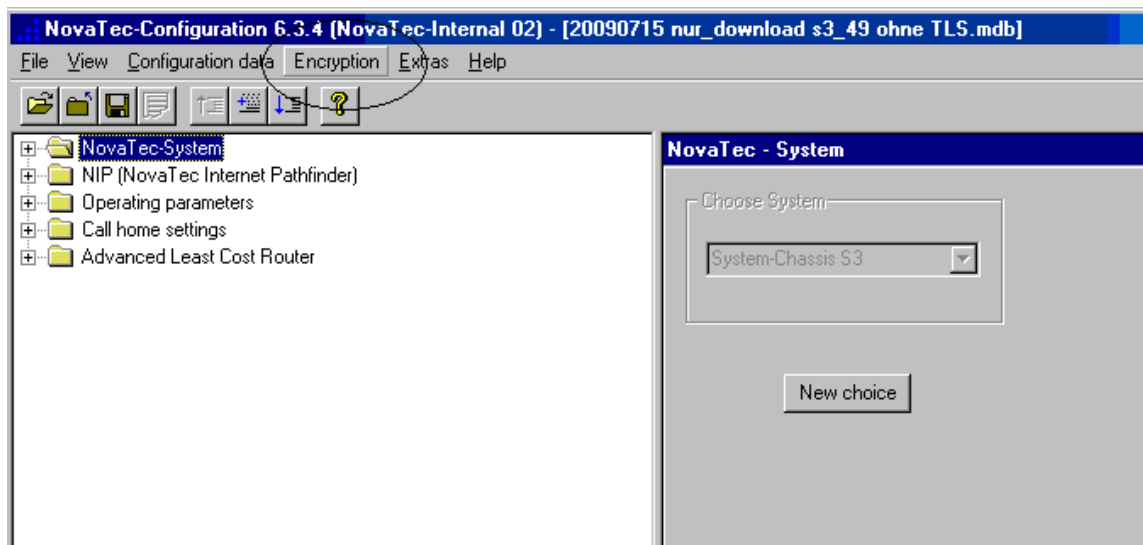 NovaTec-Configuration 6.3.4 (NovaTec-Internal 02) - [20090715 nur_download s3_49 ohne TLS.mdb]
File View Configuration data Encryption Extras Help
NovaTec-System
NIP (NovaTec Internet Pathfinder)
Operating parameters
Call home settings
Advanced Least Cost Router
NovaTec - System
Choose System
System-Chassis S3
New choice